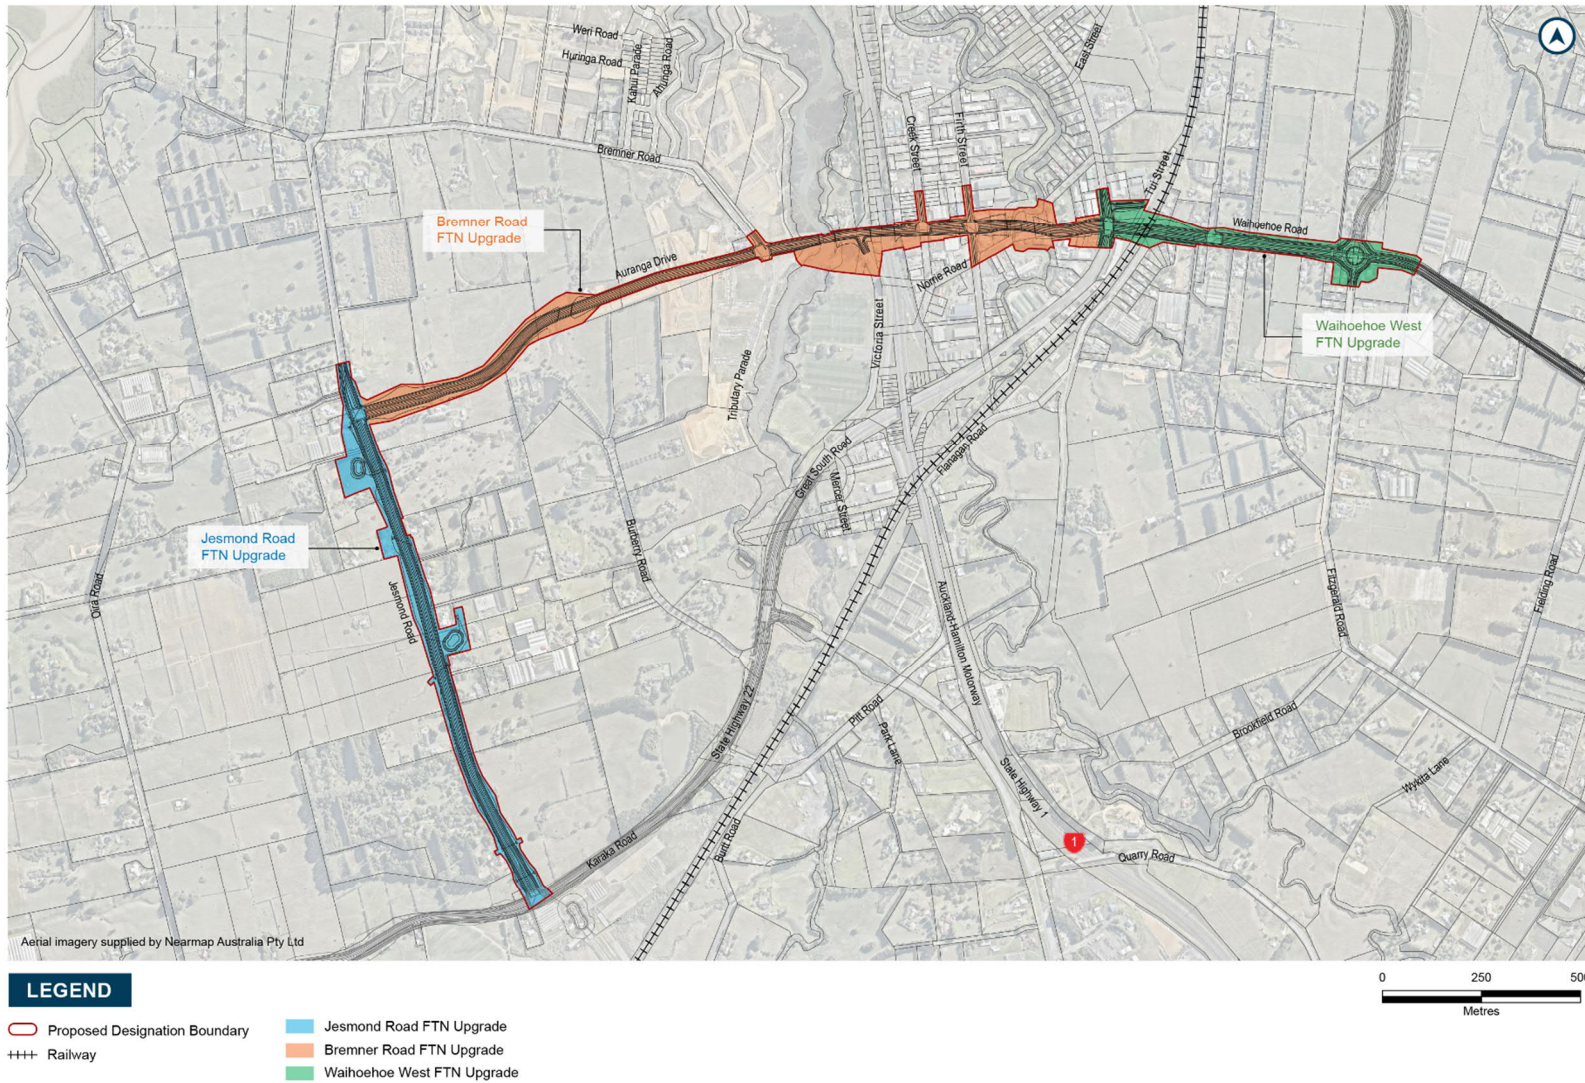 Weri Road
Huringa Road
Kahui Parade
Ahunga Road
East Street
Bremner Road
Creek Street
Firth Street
Tui Street
Bremner Road
FTN Upgrade
Auranga Drive
Norrie Road
Waihoehoe Road
Waihoehoe West
FTN Upgrade
Victoria Street
Tributary Parade
Great South Road
Mercer Street
Flanagan Road
Jesmond Road
FTN Upgrade
Burberry Road
Oira Road
Jesmond Road
Auckland-Hamilton Motorway
Fitzgerald Road
Fielding Road
State Highway 22
Pitt Road
Park Lane
Brookfield Road
Wykita Lane
State Highway 1
1
Karaka Road
Burtt Road
Quarry Road
Aerial imagery supplied by Nearmap Australia Pty Ltd
LEGEND
Proposed Designation Boundary
Railway
Jesmond Road FTN Upgrade
Bremner Road FTN Upgrade
Waihoehoe West FTN Upgrade
0 250 500
Metres